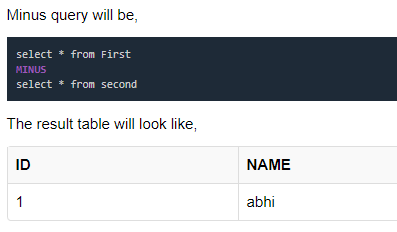 Minus query will be,
select * from First
MINUS
select * from second
The result table will look like,
ID NAME
1 abhi